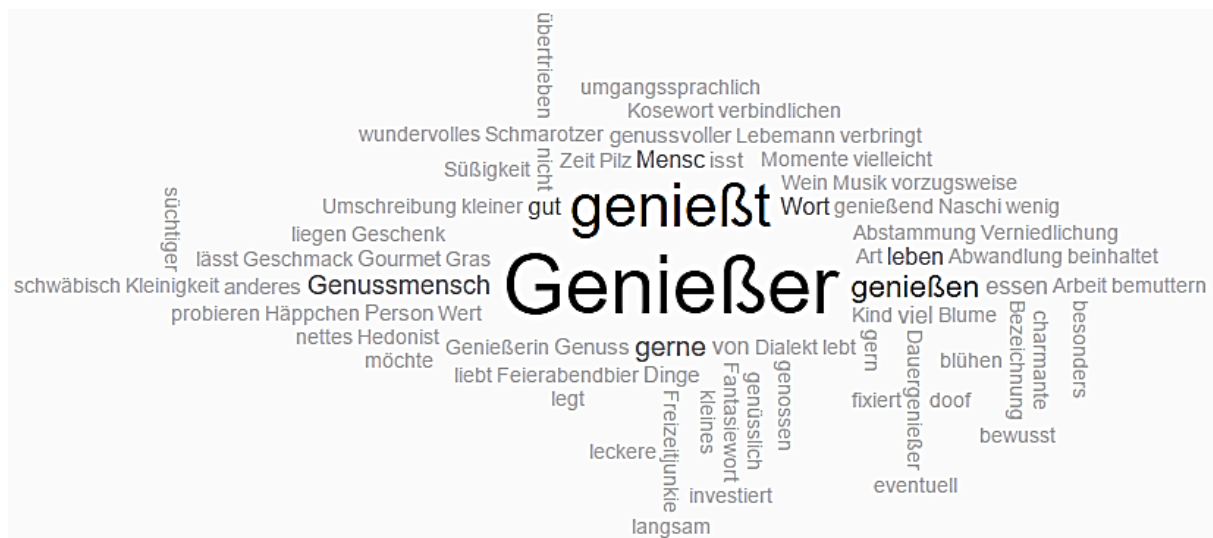 übertrieben
umgangssprachlich
Kosewort verbindlichen
wundervolles Schmarotzer genussvoller Lebemann verbringt
Süßigkeit nicht Zeit Pilz Mensc isst Momente vielleicht
Wein Musik vorzugsweise
süchtiger
Umschreibung kleiner gut genießt Wort genießend Naschi wenig
liegen Geschenk
Abstammung Verniedlichung
lässt Geschmack Gourmet Gras
Art leben Abwandlung beinhaltet
schwäbisch Kleinigkeit anderes Genussmensch Genießer genießen essen Arbeit bemuttern
probieren Häppchen Person Wert
Kind viel Blume
nettes Hedonist
möchte
Genießerin Genuss gerne von Dialekt lebt
gern
Dauergenießer
blühen
Bezeichnung
charmante
besonders
liebt Feierabendbier Dinge
legt
Freizeitjunkie
kleines
Fantasiewort
genüsslich
genossen
fixiert
doof
bewusst
leckere
investiert
eventuell
langsam